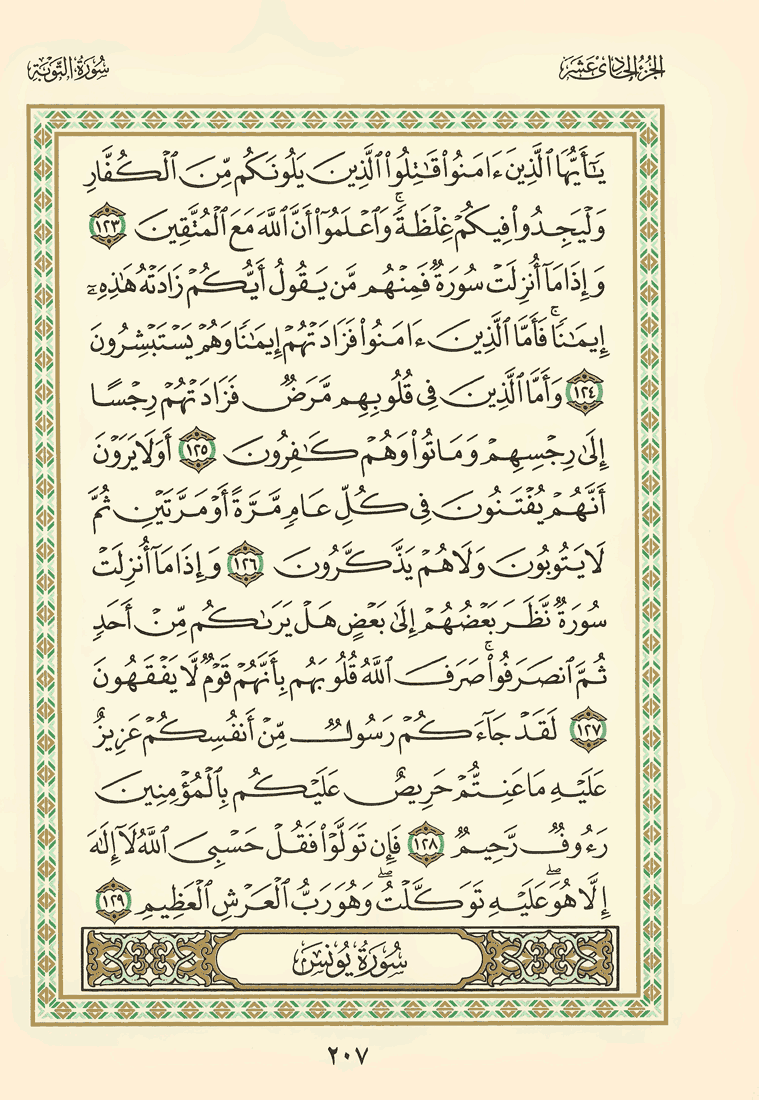 الجزء الحادي عشر
سورة التوبة
يَٰٓأَيُّهَا ٱلَّذِينَ ءَامَنُوا۟ قَٰتِلُوا۟ ٱلَّذِينَ يَلُونَكُم مِّنَ ٱلْكُفَّارِ
وَلْيَجِدُوا۟ فِيكُمْ غِلْظَةً ۚ وَٱعْلَمُوٓا۟ أَنَّ ٱللَّهَ مَعَ ٱلْمُتَّقِينَ ١٢٣
وَإِذَا مَآ أُنزِلَتْ سُورَةٌ فَمِنْهُم مَّن يَقُولُ أَيُّكُمْ زَادَتْهُ هَٰذِهِۦٓ
إِيمَٰنًا ۚ فَأَمَّا ٱلَّذِينَ ءَامَنُوا۟ فَزَادَتْهُمْ إِيمَٰنًا وَهُمْ يَسْتَبْشِرُونَ
١٢٤ وَأَمَّا ٱلَّذِينَ فِى قُلُوبِهِم مَّرَضٌ فَزَادَتْهُمْ رِجْسًا
إِلَىٰ رِجْسِهِمْ وَمَاتُوا۟ وَهُمْ كَٰفِرُونَ ١٢٥ أَوَلَا يَرَوْنَ
أَنَّهُمْ يُفْتَنُونَ فِى كُلِّ عَامٍ مَّرَّةً أَوْ مَرَّتَيْنِ ثُمَّ
لَا يَتُوبُونَ وَلَا هُمْ يَذَّكَّرُونَ ١٢٦ وَإِذَا مَآ أُنزِلَتْ
سُورَةٌ نَّظَرَ بَعْضُهُمْ إِلَىٰ بَعْضٍ هَلْ يَرَىٰكُم مِّنْ أَحَدٍ
ثُمَّ ٱنصَرَفُوا۟ ۚ صَرَفَ ٱللَّهُ قُلُوبَهُم بِأَنَّهُمْ قَوْمٌ لَّا يَفْقَهُونَ
١٢٧ لَقَدْ جَآءَكُمْ رَسُولٌ مِّنْ أَنفُسِكُمْ عَزِيزٌ
عَلَيْهِ مَا عَنِتُّمْ حَرِيصٌ عَلَيْكُم بِٱلْمُؤْمِنِينَ
رَءُوفٌ رَّحِيمٌ ١٢٨ فَإِن تَوَلَّوْا۟ فَقُلْ حَسْبِىَ ٱللَّهُ لَآ إِلَٰهَ
إِلَّا هُوَ ۖ عَلَيْهِ تَوَكَّلْتُ ۖ وَهُوَ رَبُّ ٱلْعَرْشِ ٱلْعَظِيمِ ١٢٩
سُورَةُ يُونُسَ
٢٠٧